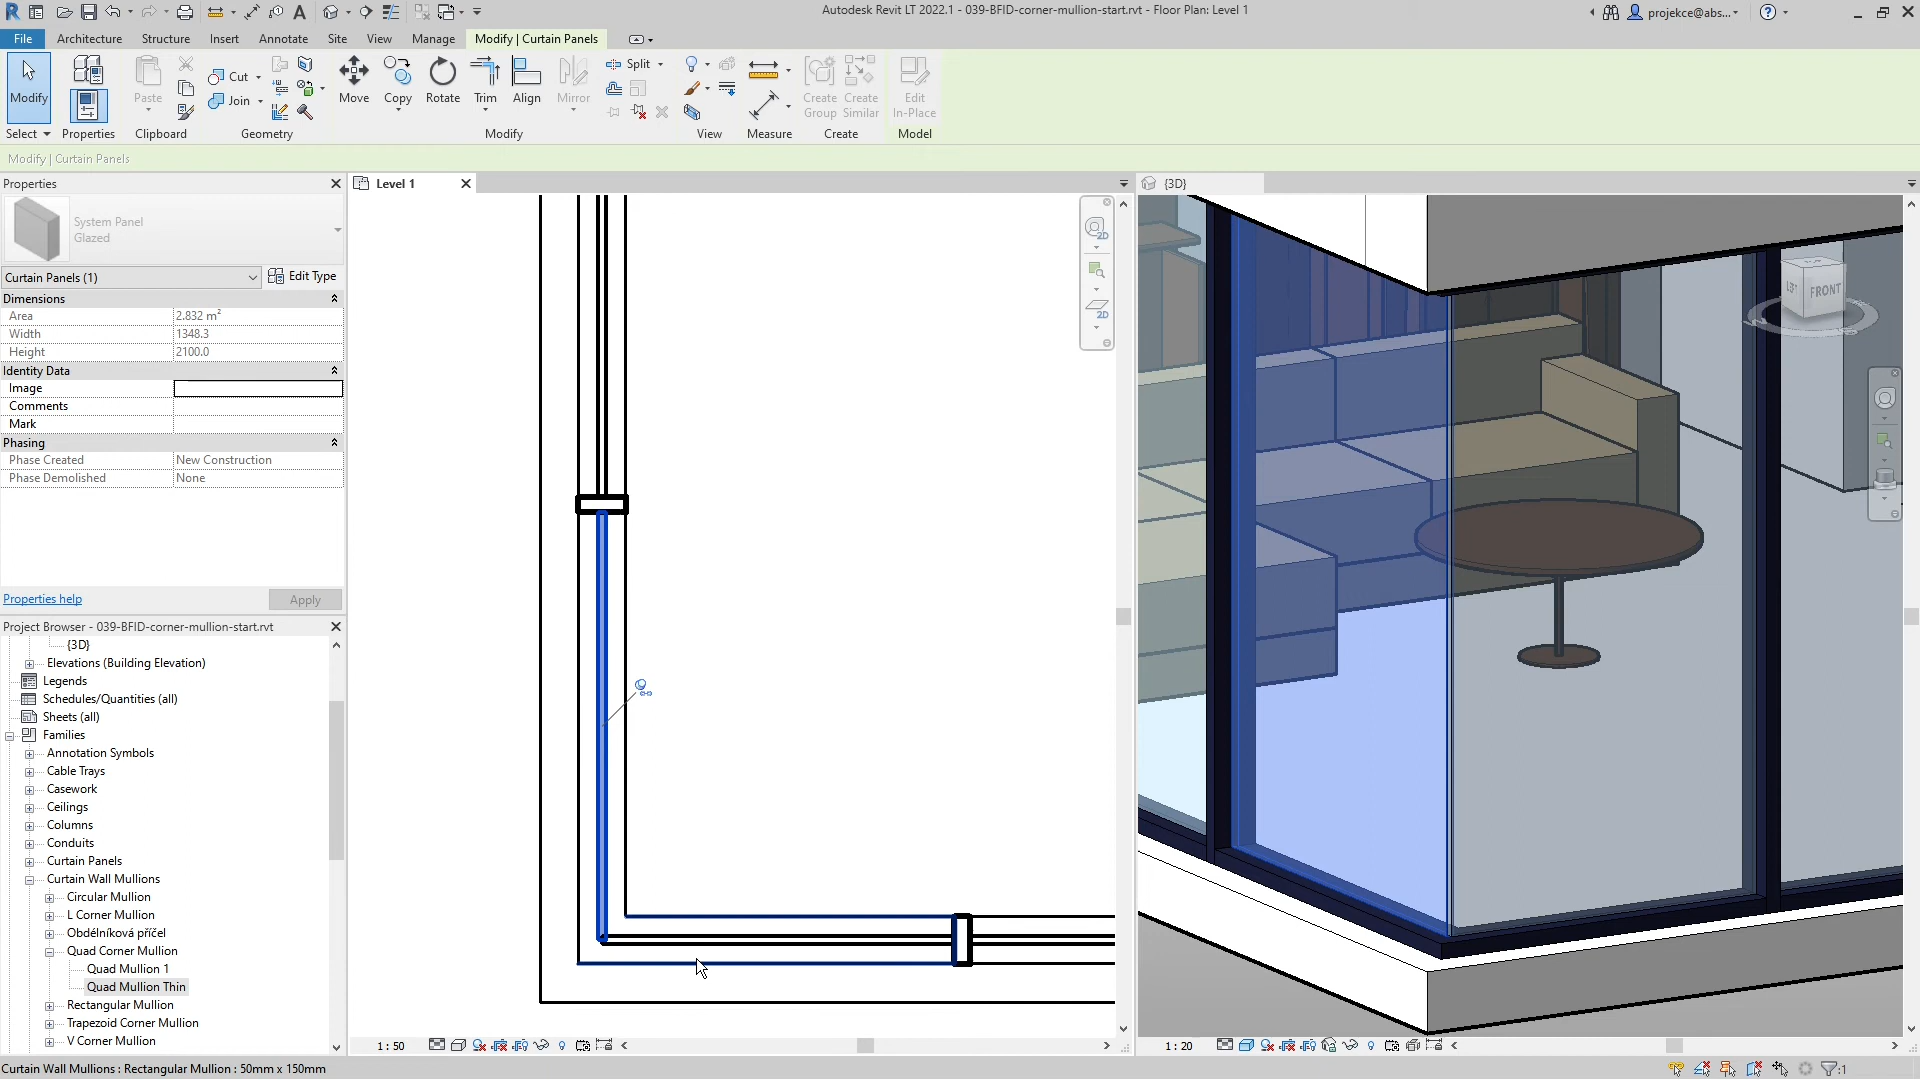 Autodesk Revit LT 2022.1 - 039-BFID-corner-mullion-start.rvt - Floor Plan: Level 1
projekce@abs...
File
Architecture
Structure
Insert
Annotate
Site
View
Manage
Modify | Curtain Panels
Modify
Paste
Cut
Join
Move
Copy
Rotate
Trim
Align
Mirror
Split
Create Group
Create Similar
Edit In-Place
Select
Properties
Clipboard
Geometry
Modify
View
Measure
Create
Model
Modify | Curtain Panels
Properties
System Panel
Glazed
Curtain Panels (1)
Edit Type
Dimensions
Area 2.832 m²
Width 1348.3
Height 2100.0
Identity Data
Image
Comments
Mark
Phasing
Phase Created New Construction
Phase Demolished None
Properties help
Apply
Project Browser - 039-BFID-corner-mullion-start.rvt
{3D}
Elevations (Building Elevation)
Legends
Schedules/Quantities (all)
Sheets (all)
Families
Annotation Symbols
Cable Trays
Casework
Ceilings
Columns
Conduits
Curtain Panels
Curtain Wall Mullions
Circular Mullion
L Corner Mullion
Obdélníková příčel
Quad Corner Mullion
Quad Mullion 1
Quad Mullion Thin
Rectangular Mullion
Trapezoid Corner Mullion
V Corner Mullion
Level 1
2D
2D
1 : 50
{3D}
FRONT
1 : 20
Curtain Wall Mullions : Rectangular Mullion : 50mm x 150mm
:1